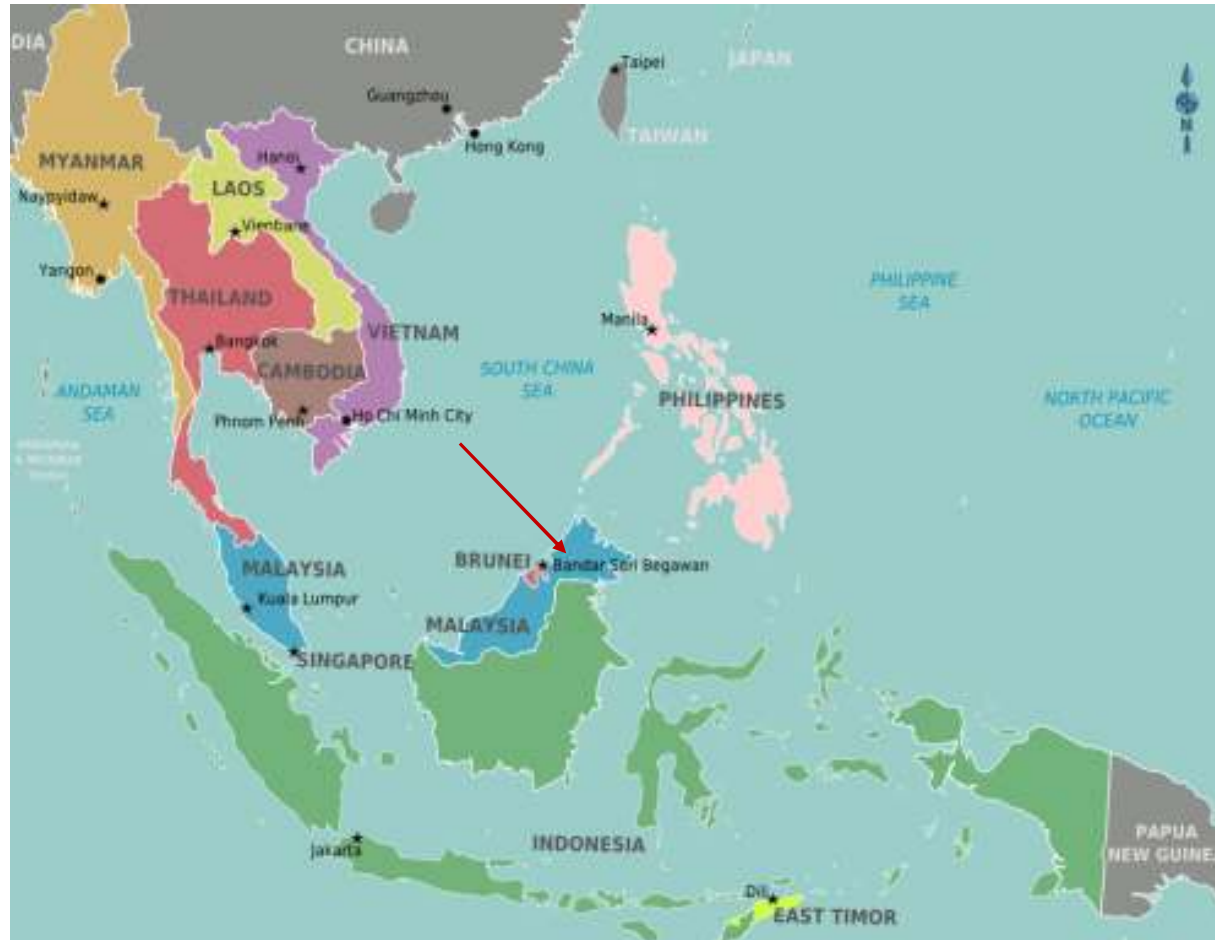 DIA
CHINA
JAPAN
Taipei
Guangzhou
TAIWAN
Hong Kong
N
Hanoi
MYANMAR
LAOS
Naypyidaw
Vientiane
Yangon
THAILAND
PHILIPPINE
SEA
Manila
VIETNAM
Bangkok
CAMBODIA
SOUTH CHINA
SEA
ANDAMAN
SEA
PHILIPPINES
NORTH PACIFIC
OCEAN
Phnom Penh
Ho Chi Minh City
BRUNEI
Bandar Seri Begawan
MALAYSIA
Kuala Lumpur
MALAYSIA
SINGAPORE
INDONESIA
Jakarta
PAPUA
NEW GUINE
Dili
EAST TIMOR